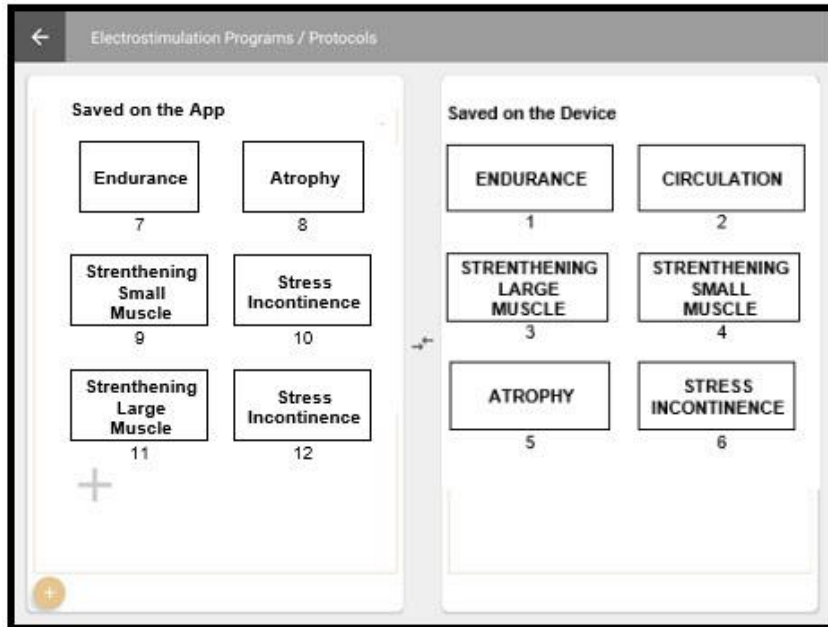 Electrostimulation Programs / Protocols
Saved on the App
Endurance
7
Atrophy
8
Strenthening
Small
Muscle
9
Stress
Incontinence
10
Strenthening
Large
Muscle
11
Stress
Incontinence
12
Saved on the Device
ENDURANCE
1
CIRCULATION
2
STRENTHENING
LARGE
MUSCLE
3
STRENTHENING
SMALL
MUSCLE
4
ATROPHY
5
STRESS
INCONTINENCE
6